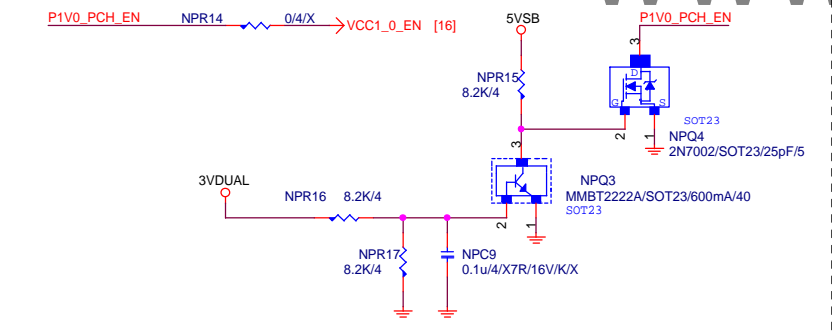 P1V0_PCH_EN NPR14 0/4/X VCC1_0_EN [16] 5VSB P1V0_PCH_EN
3
NPR15
8.2K/4
D
G S
SOT23
2 1 NPQ4
2N7002/SOT23/25pF/5
3
NPQ3
MMBT2222A/SOT23/600mA/40
SOT23
3VDUAL
NPR16 8.2K/4
2 1
NPR17 NPC9
8.2K/4 0.1u/4/X7R/16V/K/X